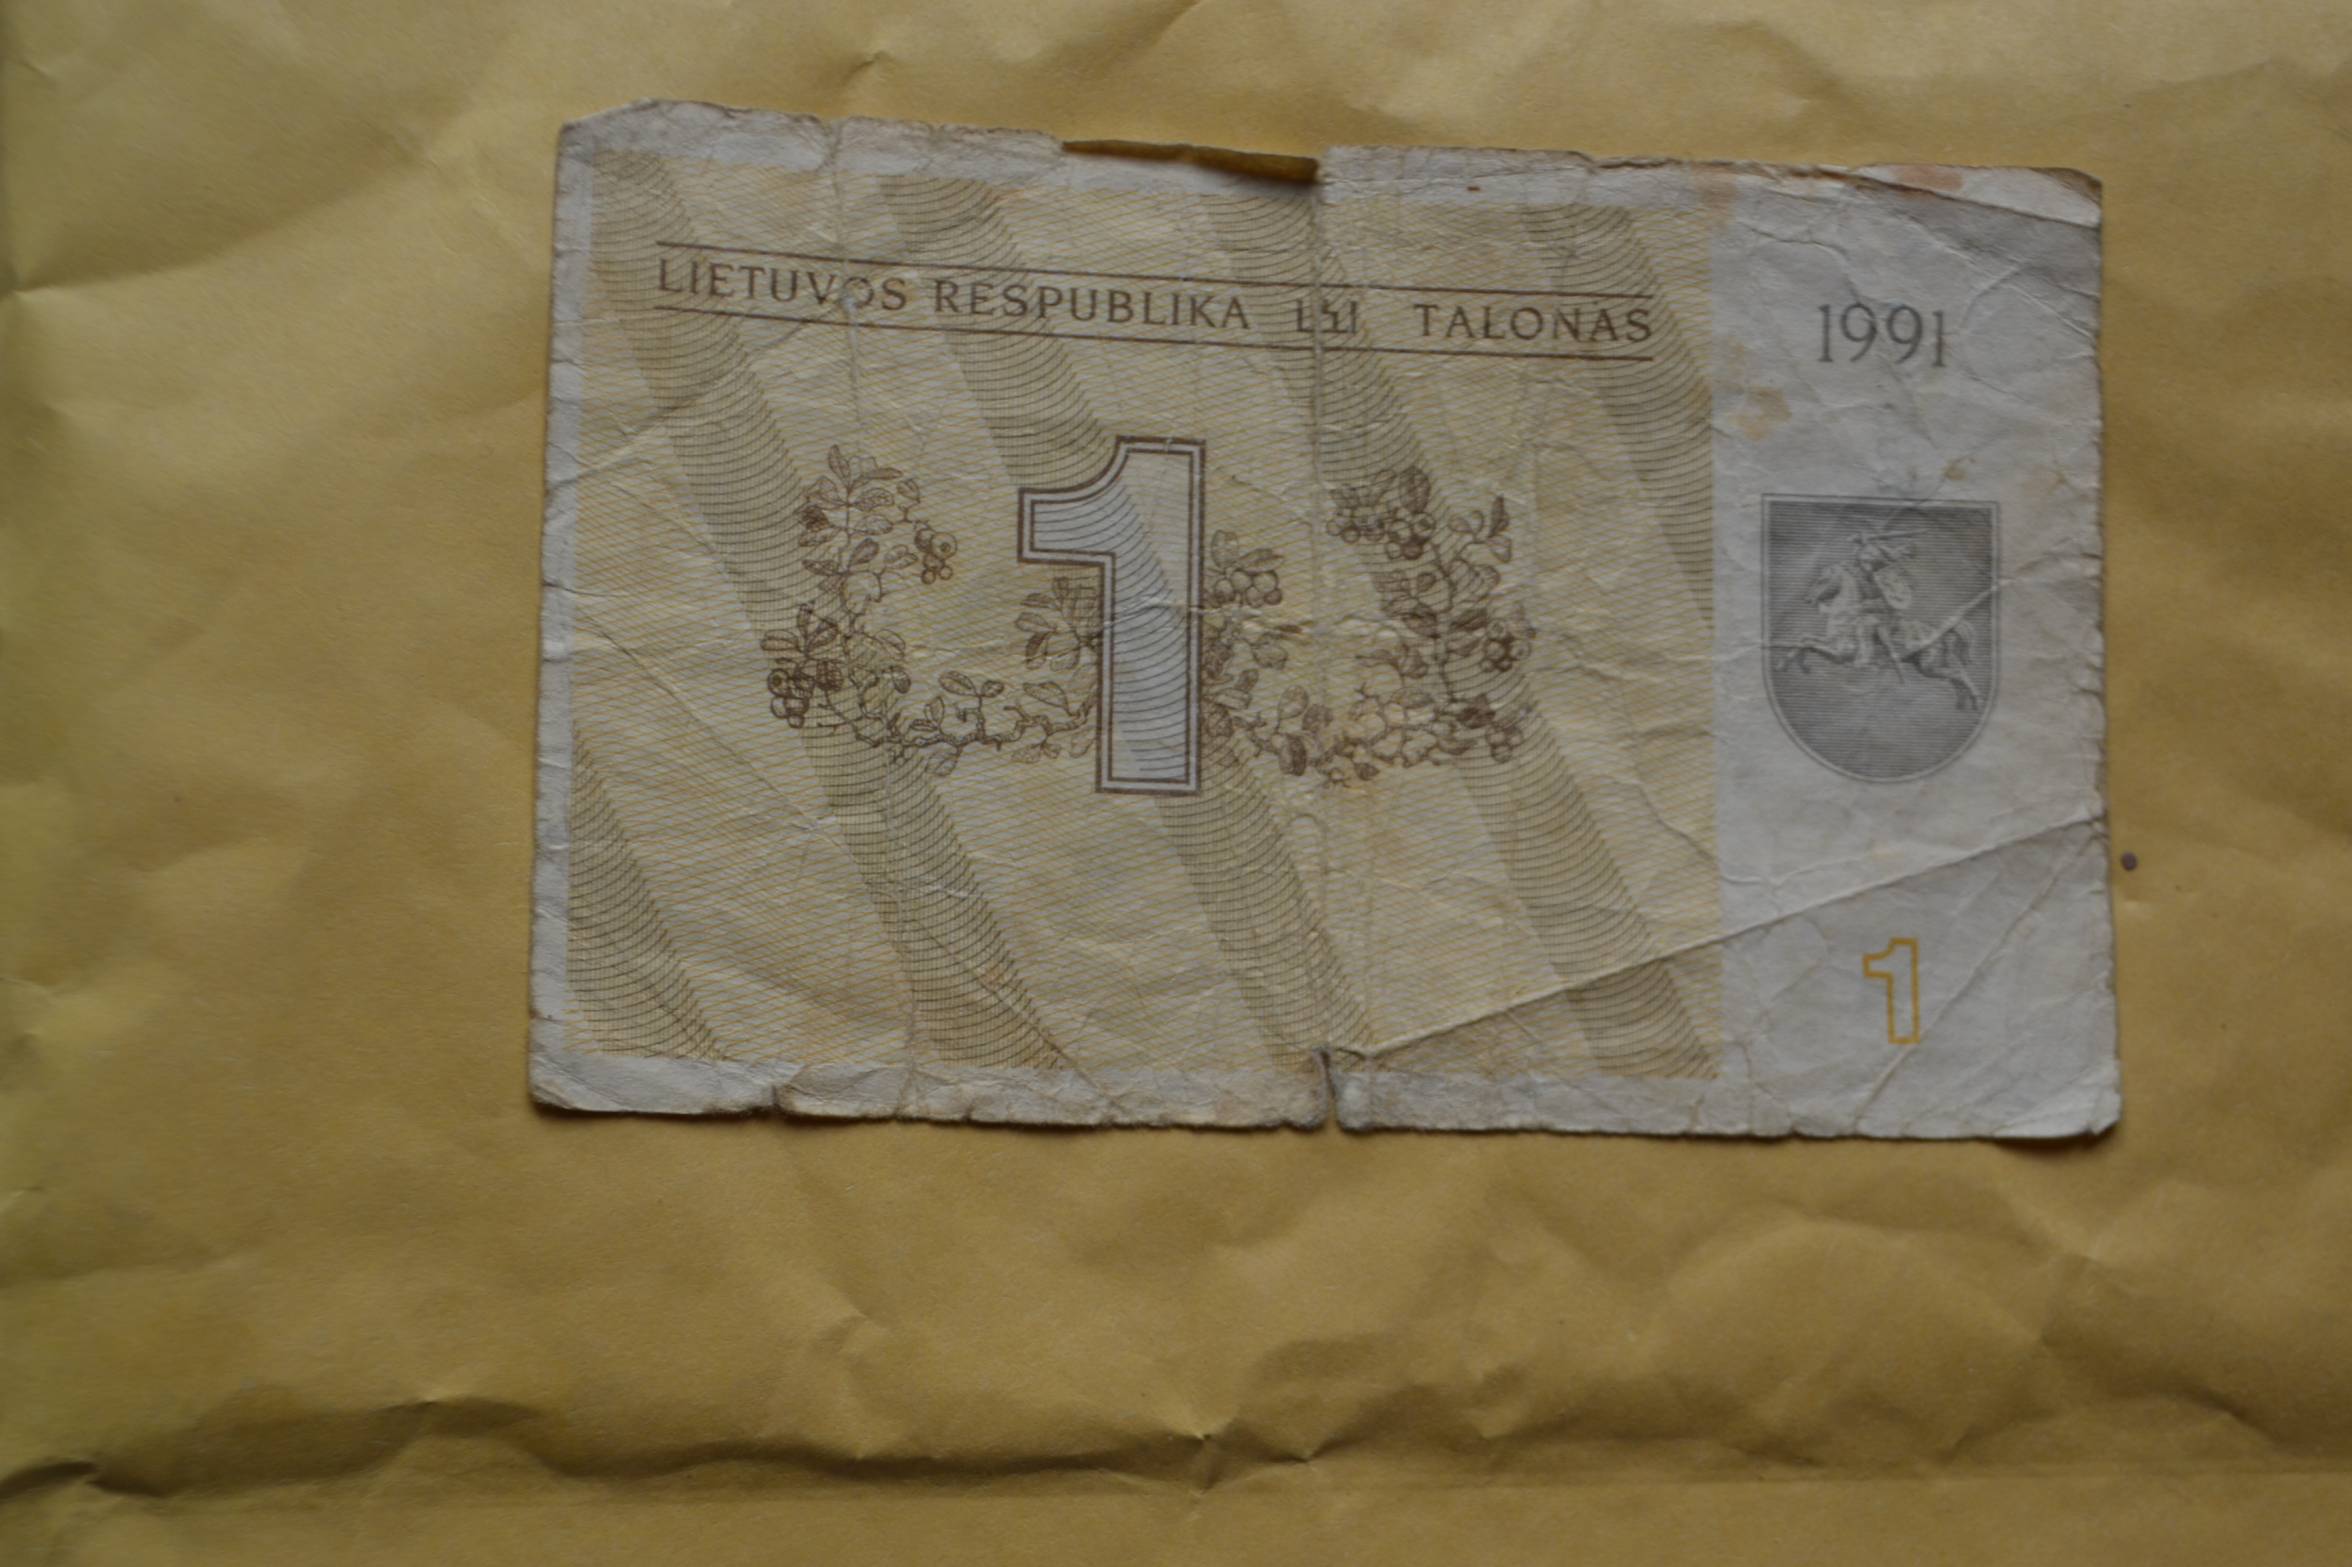 LIETUVOS RESPUBLIKA TALONAS
1991
1
1